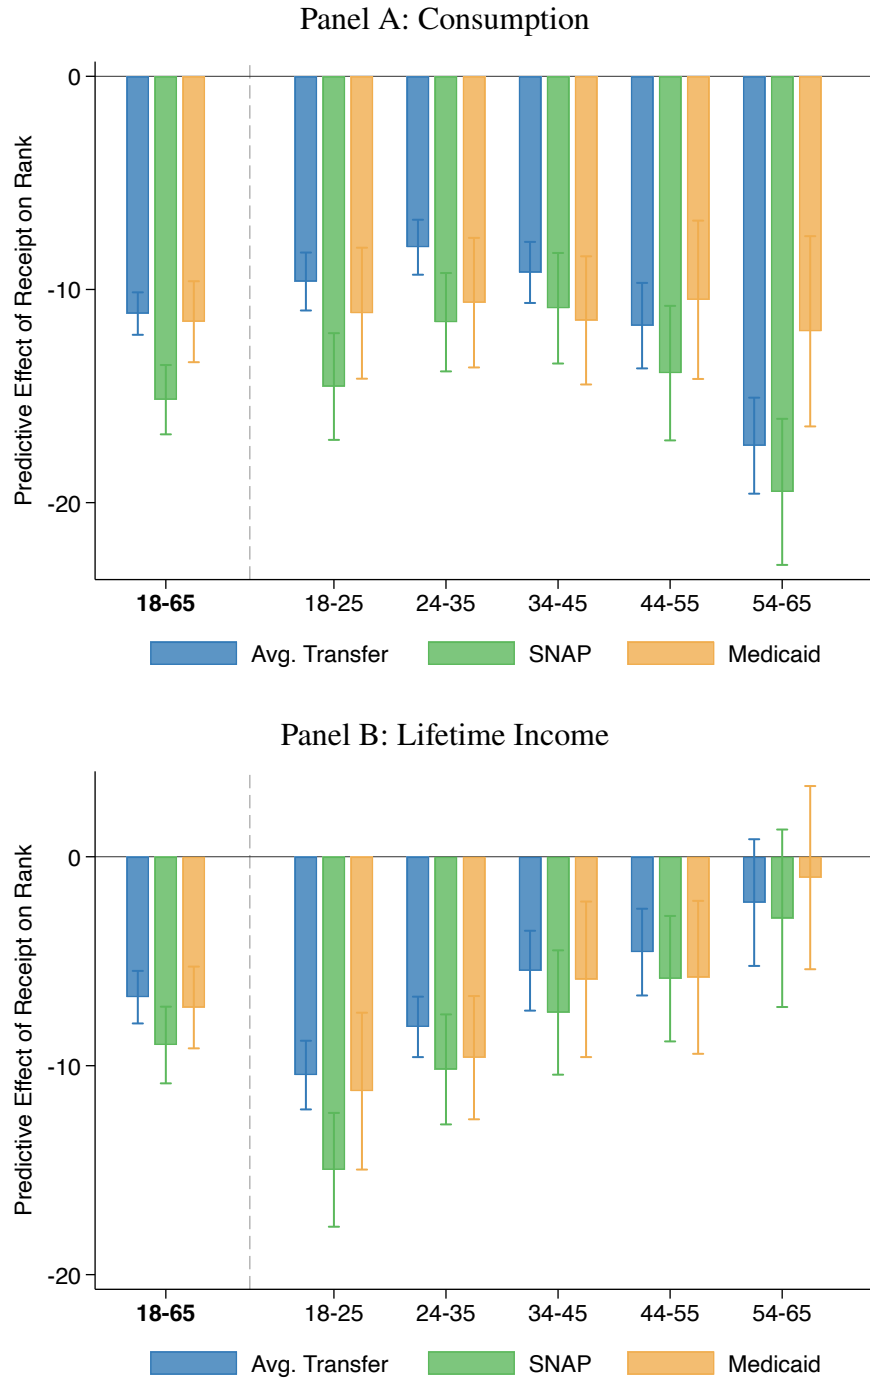 Panel A: Consumption
Predictive Effect of Receipt on Rank
0
-10
-20
18-65 18-25 24-35 34-45 44-55 54-65
Avg. Transfer SNAP Medicaid
Panel B: Lifetime Income
Predictive Effect of Receipt on Rank
0
-10
-20
18-65 18-25 24-35 34-45 44-55 54-65
Avg. Transfer SNAP Medicaid